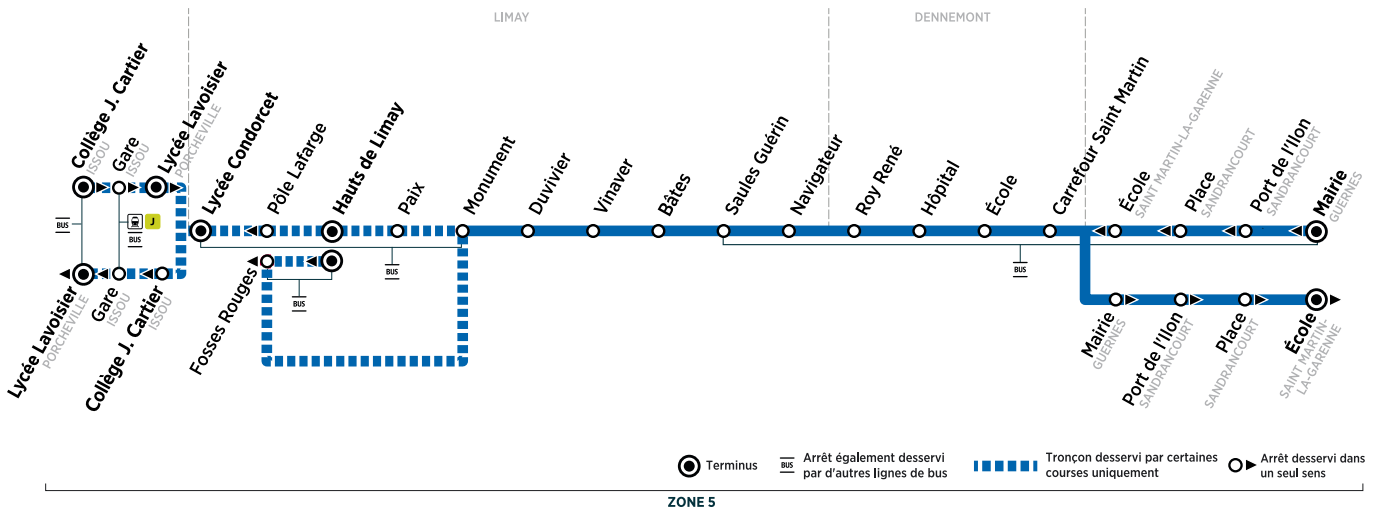 LIMAY
DENNEMONT
Collège J. Cartier
ISSOU
Gare
ISSOU
Lycée Lavoisier
PORCHEVILLE
Lycée Condorcet
Pôle Lafarge
Hauts de Limay
Paix
Monument
Duvivier
Vinaver
Bâtes
Saules Guérin
Navigateur
Roy René
Hôpital
École
Carrefour Saint Martin
École
SAINT MARTIN-LA-GARENNE
Place
SANDRANCOURT
Port de l'Ilon
SANDRANCOURT
Mairie
GUERNES
BUS
J
BUS
BUS
BUS
BUS
Lycée Lavoisier
PORCHEVILLE
Gare
ISSOU
Collège J. Cartier
ISSOU
Fosses Rouges
Mairie
GUERNES
Port de l'Ilon
SANDRANCOURT
Place
SANDRANCOURT
École
SAINT MARTIN-
LA-GARENNE
Terminus
BUS
Arrêt également desservi
par d'autres lignes de bus
Tronçon desservi par certaines
courses uniquement
Arrêt desservi dans
un seul sens
ZONE 5